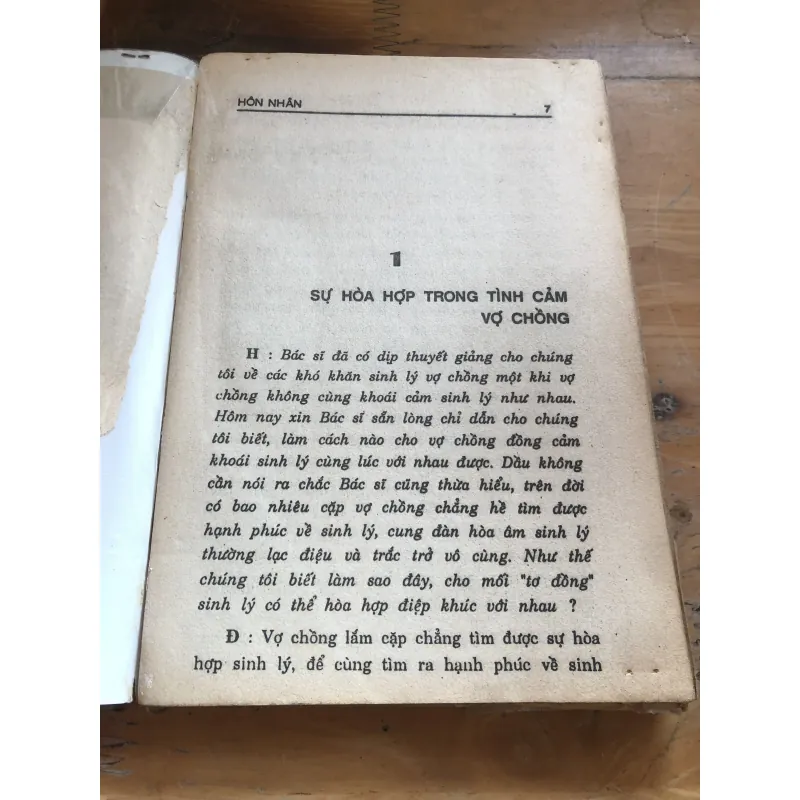 HÔN NHÂN 7
1
SỰ HÒA HỢP TRONG TÌNH CẢM
VỢ CHỒNG
H : Bác sĩ đã có dịp thuyết giảng cho chúng
tôi về các khó khăn sinh lý vợ chồng một khi vợ
chồng không cùng khoái cảm sinh lý như nhau.
Hôm nay xin Bác sĩ sẵn lòng chỉ dẫn cho chúng
tôi biết, làm cách nào cho vợ chồng đồng cảm
khoái sinh lý cùng lúc với nhau được. Dầu không
cần nói ra chắc Bác sĩ cũng thừa hiểu, trên đời
có bao nhiêu cặp vợ chồng chẳng hề tìm được
hạnh phúc về sinh lý, cung đàn hòa âm sinh lý
thường lạc điệu và trắc trở vô cùng. Như thế
chúng tôi biết làm sao đây, cho mối "tơ đồng"
sinh lý có thể hòa hợp điệp khúc với nhau ?
Đ : Vợ chồng lắm cặp chẳng tìm được sự hòa
hợp sinh lý, để cùng tìm ra hạnh phúc về sinh